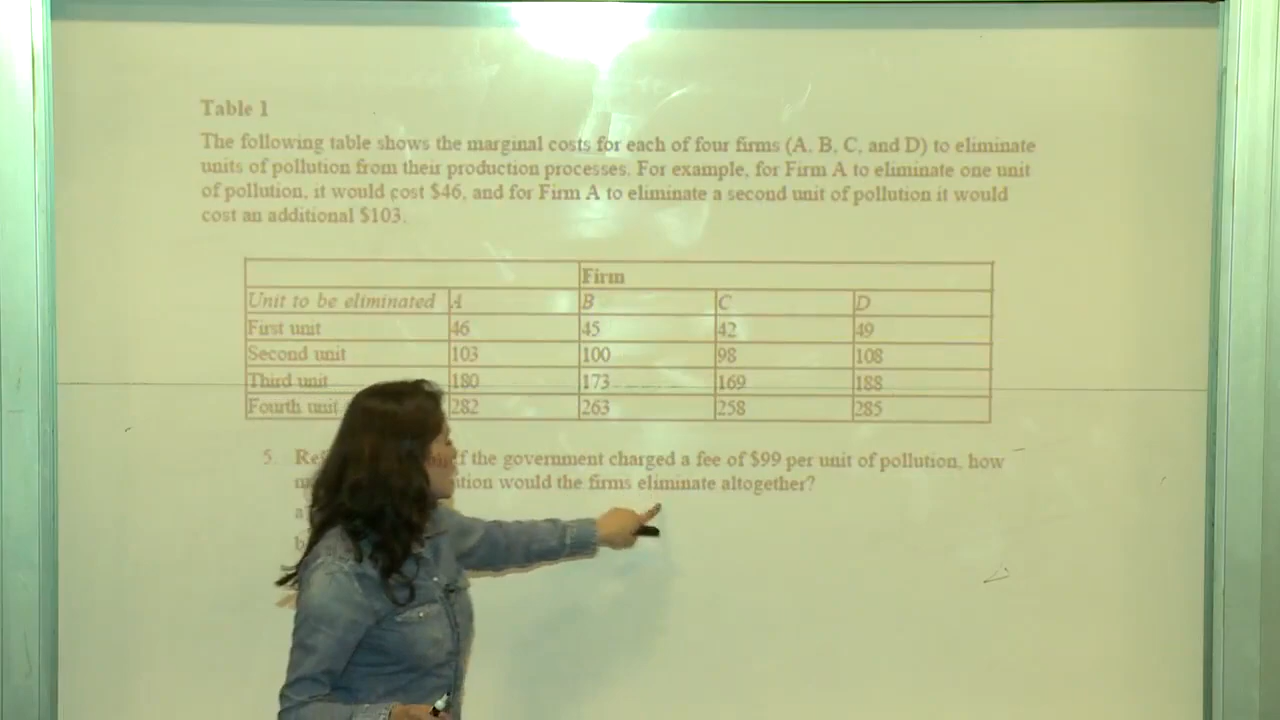 Table 1
The following table shows the marginal costs for each of four firms (A, B, C, and D) to eliminate
units of pollution from their production processes. For example, for Firm A to eliminate one unit
of pollution, it would cost $46, and for Firm A to eliminate a second unit of pollution it would
cost an additional $103.
Firm
Unit to be eliminated A B C D
First unit 46 45 42 49
Second unit 103 100 98 108
Third unit 180 173 169 188
Fourth unit 282 263 258 285
5. the government charged a fee of $99 per unit of pollution, how
would the firms eliminate altogether?